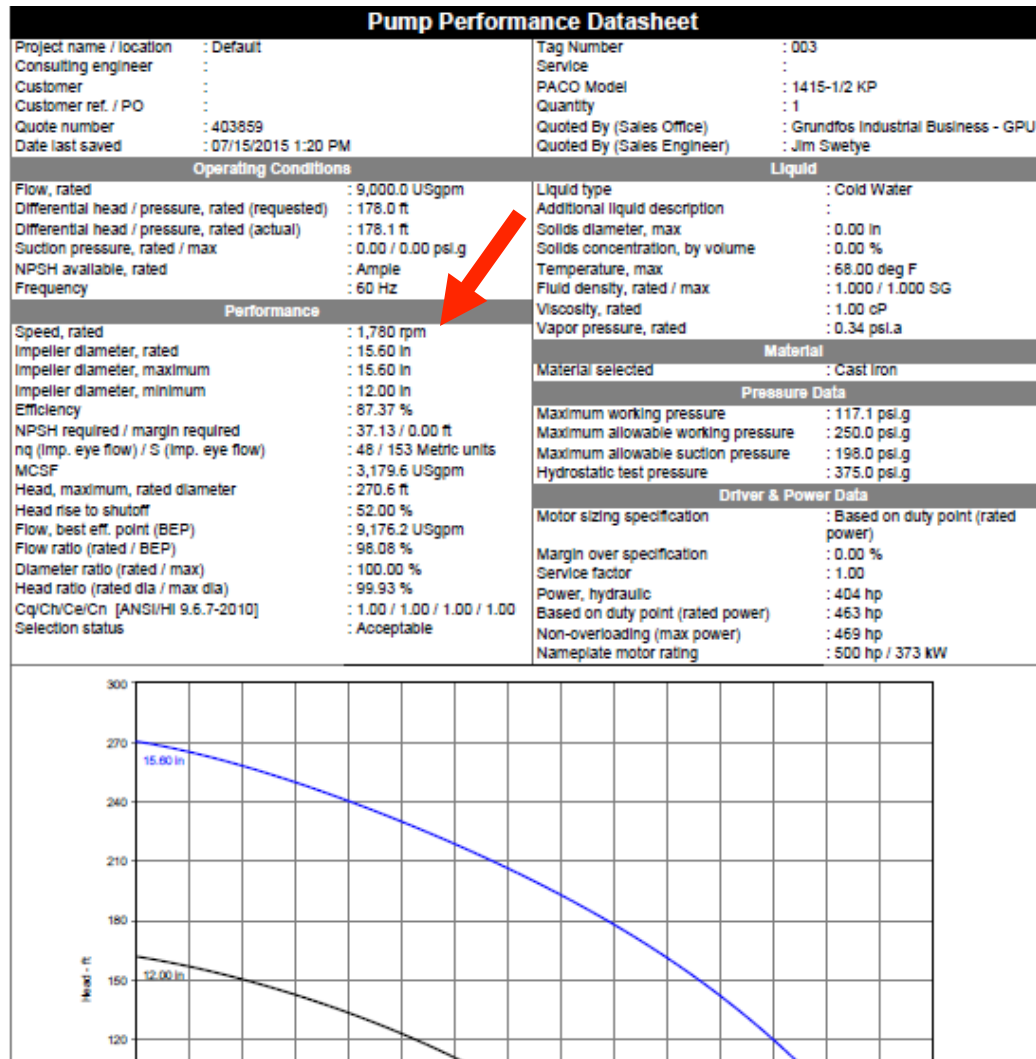 Pump Performance Datasheet
Project name / location : Default
Consulting engineer :
Customer :
Customer ref. / PO :
Quote number : 403859
Date last saved : 07/15/2015 1:20 PM
Tag Number : 003
Service :
PACO Model : 1415-1/2 KP
Quantity : 1
Quoted By (Sales Office) : Grundfos Industrial Business - GPU
Quoted By (Sales Engineer) : Jim Swetye
Operating Conditions
Flow, rated : 9,000.0 USgpm
Differential head / pressure, rated (requested) : 178.0 ft
Differential head / pressure, rated (actual) : 178.1 ft
Suction pressure, rated / max : 0.00 / 0.00 psi.g
NPSH available, rated : Ample
Frequency : 60 Hz
Performance
Speed, rated : 1,780 rpm
Impeller diameter, rated : 15.60 in
Impeller diameter, maximum : 15.60 in
Impeller diameter, minimum : 12.00 in
Efficiency : 87.37 %
NPSH required / margin required : 37.13 / 0.00 ft
nq (imp. eye flow) / S (imp. eye flow) : 48 / 153 Metric units
MCSF : 3,179.6 USgpm
Head, maximum, rated diameter : 270.6 ft
Head rise to shutoff : 52.00 %
Flow, best eff. point (BEP) : 9,176.2 USgpm
Flow ratio (rated / BEP) : 98.08 %
Diameter ratio (rated / max) : 100.00 %
Head ratio (rated dia / max dia) : 99.93 %
Cq/Ch/Ce/Cn [ANSI/HI 9.6.7-2010] : 1.00 / 1.00 / 1.00 / 1.00
Selection status : Acceptable
Liquid
Liquid type : Cold Water
Additional liquid description :
Solids diameter, max : 0.00 in
Solids concentration, by volume : 0.00 %
Temperature, max : 68.00 deg F
Fluid density, rated / max : 1.000 / 1.000 SG
Viscosity, rated : 1.00 cP
Vapor pressure, rated : 0.34 psi.a
Material
Material selected : Cast Iron
Pressure Data
Maximum working pressure : 117.1 psi.g
Maximum allowable working pressure : 250.0 psi.g
Maximum allowable suction pressure : 198.0 psi.g
Hydrostatic test pressure : 375.0 psi.g
Driver & Power Data
Motor sizing specification : Based on duty point (rated
power)
Margin over specification : 0.00 %
Service factor : 1.00
Power, hydraulic : 404 hp
Based on duty point (rated power) : 463 hp
Non-overloading (max power) : 469 hp
Nameplate motor rating : 500 hp / 373 kW
300
270
15.60 in
240
210
180
Head - ft
150
12.00 in
120